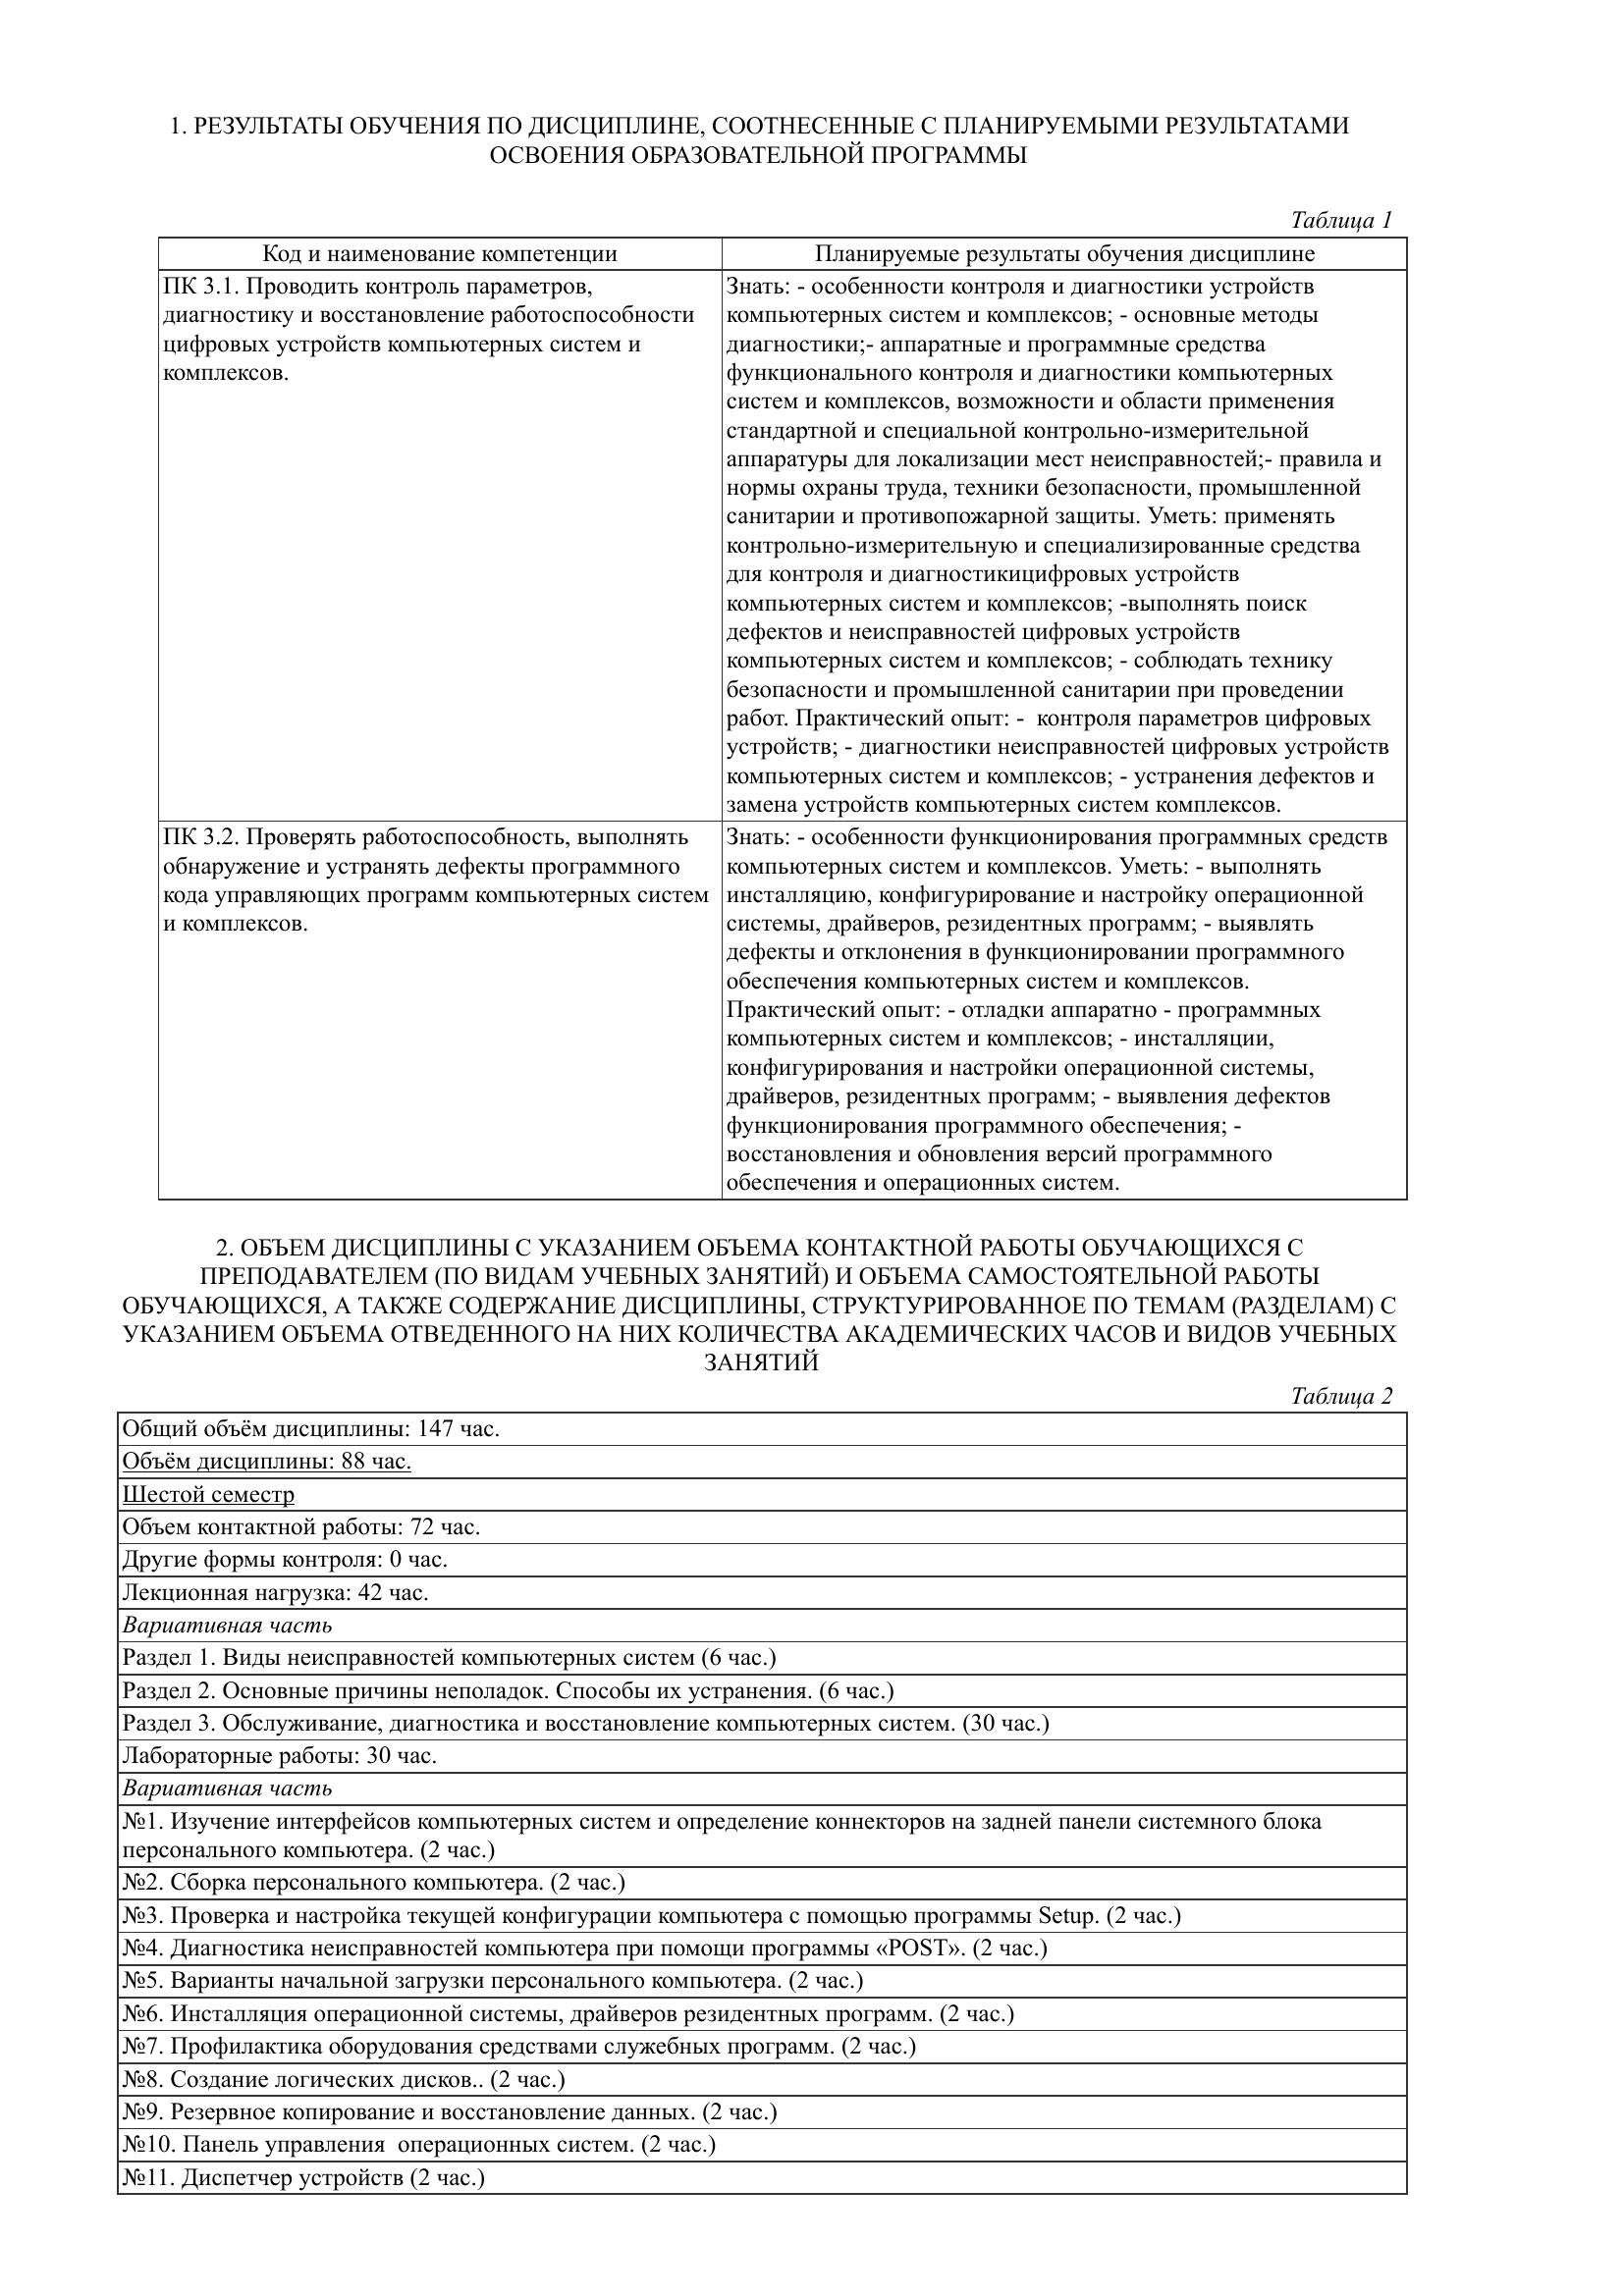 1. РЕЗУЛЬТАТЫ ОБУЧЕНИЯ ПО ДИСЦИПЛИНЕ, СООТНЕСЕННЫЕ С ПЛАНИРУЕМЫМИ РЕЗУЛЬТАТАМИ
ОСВОЕНИЯ ОБРАЗОВАТЕЛЬНОЙ ПРОГРАММЫ
Таблица 1
Код и наименование компетенции
Планируемые результаты обучения дисциплине
ПК 3.1. Проводить контроль параметров,
диагностику и восстановление работоспособности
цифровых устройств компьютерных систем и
комплексов.
Знать: - особенности контроля и диагностики устройств
компьютерных систем и комплексов; - основные методы
диагностики;- аппаратные и программные средства
функционального контроля и диагностики компьютерных
систем и комплексов, возможности и области применения
стандартной и специальной контрольно-измерительной
аппаратуры для локализации мест неисправностей;- правила и
нормы охраны труда, техники безопасности, промышленной
санитарии и противопожарной защиты. Уметь: применять
контрольно-измерительную и специализированные средства
для контроля и диагностикицифровых устройств
компьютерных систем и комплексов; -выполнять поиск
дефектов и неисправностей цифровых устройств
компьютерных систем и комплексов; - соблюдать технику
безопасности и промышленной санитарии при проведении
работ. Практический опыт: -  контроля параметров цифровых
устройств; - диагностики неисправностей цифровых устройств
компьютерных систем и комплексов; - устранения дефектов и
замена устройств компьютерных систем комплексов.
ПК 3.2. Проверять работоспособность, выполнять
обнаружение и устранять дефекты программного
кода управляющих программ компьютерных систем
и комплексов.
Знать: - особенности функционирования программных средств
компьютерных систем и комплексов. Уметь: - выполнять
инсталляцию, конфигурирование и настройку операционной
системы, драйверов, резидентных программ; - выявлять
дефекты и отклонения в функционировании программного
обеспечения компьютерных систем и комплексов.
Практический опыт: - отладки аппаратно - программных
компьютерных систем и комплексов; - инсталляции,
конфигурирования и настройки операционной системы,
драйверов, резидентных программ; - выявления дефектов
функционирования программного обеспечения; -
восстановления и обновления версий программного
обеспечения и операционных систем.
2. ОБЪЕМ ДИСЦИПЛИНЫ С УКАЗАНИЕМ ОБЪЕМА КОНТАКТНОЙ РАБОТЫ ОБУЧАЮЩИХСЯ С
ПРЕПОДАВАТЕЛЕМ (ПО ВИДАМ УЧЕБНЫХ ЗАНЯТИЙ) И ОБЪЕМА САМОСТОЯТЕЛЬНОЙ РАБОТЫ
ОБУЧАЮЩИХСЯ, А ТАКЖЕ СОДЕРЖАНИЕ ДИСЦИПЛИНЫ, СТРУКТУРИРОВАННОЕ ПО ТЕМАМ (РАЗДЕЛАМ) С
УКАЗАНИЕМ ОБЪЕМА ОТВЕДЕННОГО НА НИХ КОЛИЧЕСТВА АКАДЕМИЧЕСКИХ ЧАСОВ И ВИДОВ УЧЕБНЫХ
ЗАНЯТИЙ
Таблица 2
Общий объём дисциплины: 147 час.
Объём дисциплины: 88 час.
Шестой семестр
Объем контактной работы: 72 час.
Другие формы контроля: 0 час.
Лекционная нагрузка: 42 час.
Вариативная часть
Раздел 1. Виды неисправностей компьютерных систем (6 час.)
Раздел 2. Основные причины неполадок. Способы их устранения. (6 час.)
Раздел 3. Обслуживание, диагностика и восстановление компьютерных систем. (30 час.)
Лабораторные работы: 30 час.
Вариативная часть
№1. Изучение интерфейсов компьютерных систем и определение коннекторов на задней панели системного блока
персонального компьютера. (2 час.)
№2. Сборка персонального компьютера. (2 час.)
№3. Проверка и настройка текущей конфигурации компьютера с помощью программы Setup. (2 час.)
№4. Диагностика неисправностей компьютера при помощи программы «POST». (2 час.)
№5. Варианты начальной загрузки персонального компьютера. (2 час.)
№6. Инсталляция операционной системы, драйверов резидентных программ. (2 час.)
№7. Профилактика оборудования средствами служебных программ. (2 час.)
№8. Создание логических дисков.. (2 час.)
№9. Резервное копирование и восстановление данных. (2 час.)
№10. Панель управления  операционных систем. (2 час.)
№11. Диспетчер устройств (2 час.)